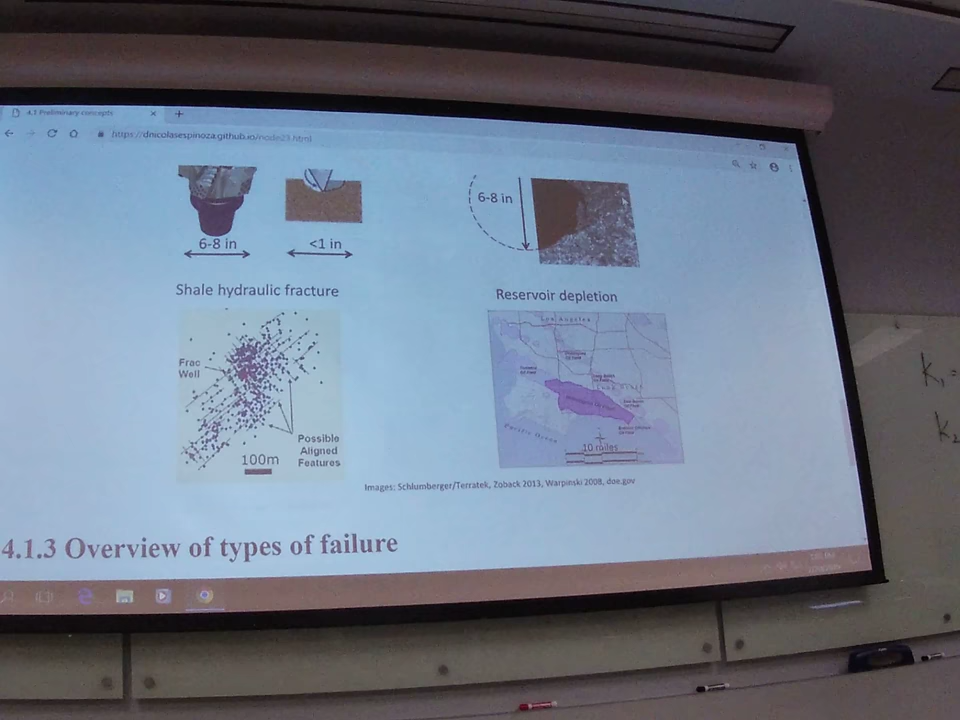 4.1 Preliminary concepts
https://dnicolasespinoza.github.io/node23.html
6-8 in
<1 in
6-8 in
Shale hydraulic fracture
Reservoir depletion
Frac
Well
Possible
Aligned
Features
100m
Los Angeles
Pacific Ocean
10 miles
Images: Schlumberger/Terratek, Zoback 2013, Warpinski 2008, doe.gov
4.1.3 Overview of types of failure
K₁ =
K₂